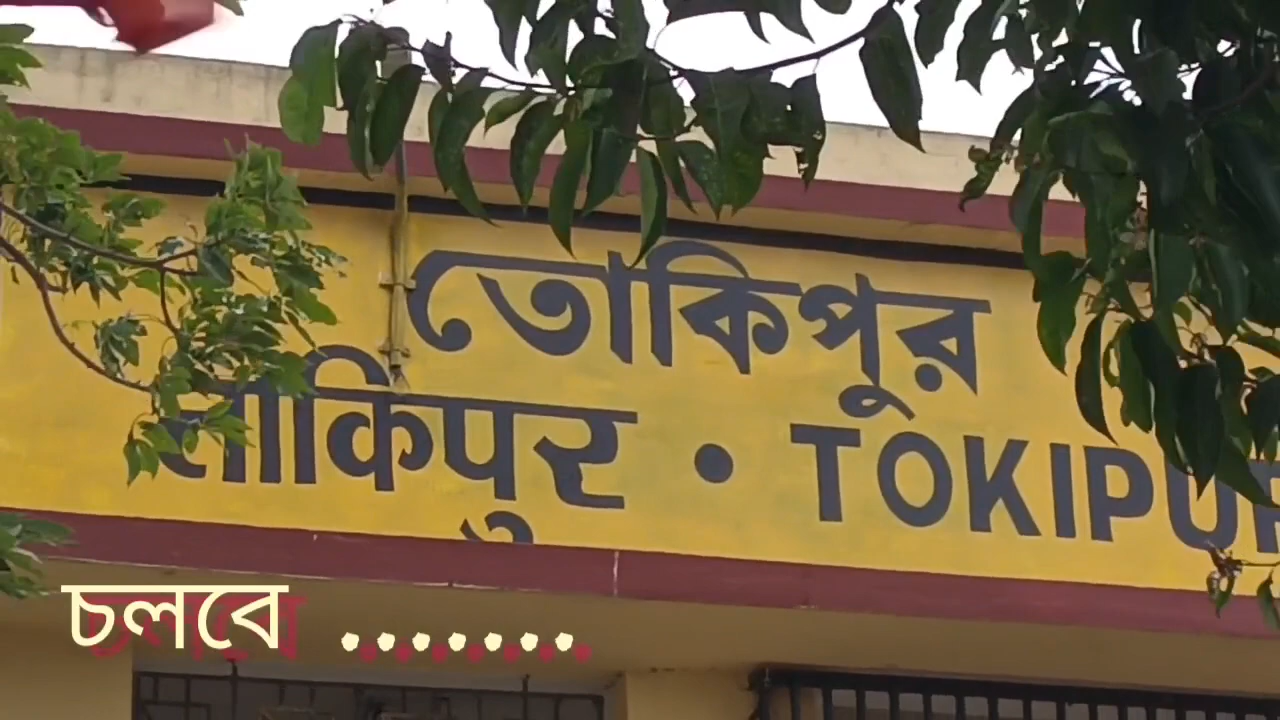 তোকিপুর
तोकिपुर • TOKIPUR
চলবে ........